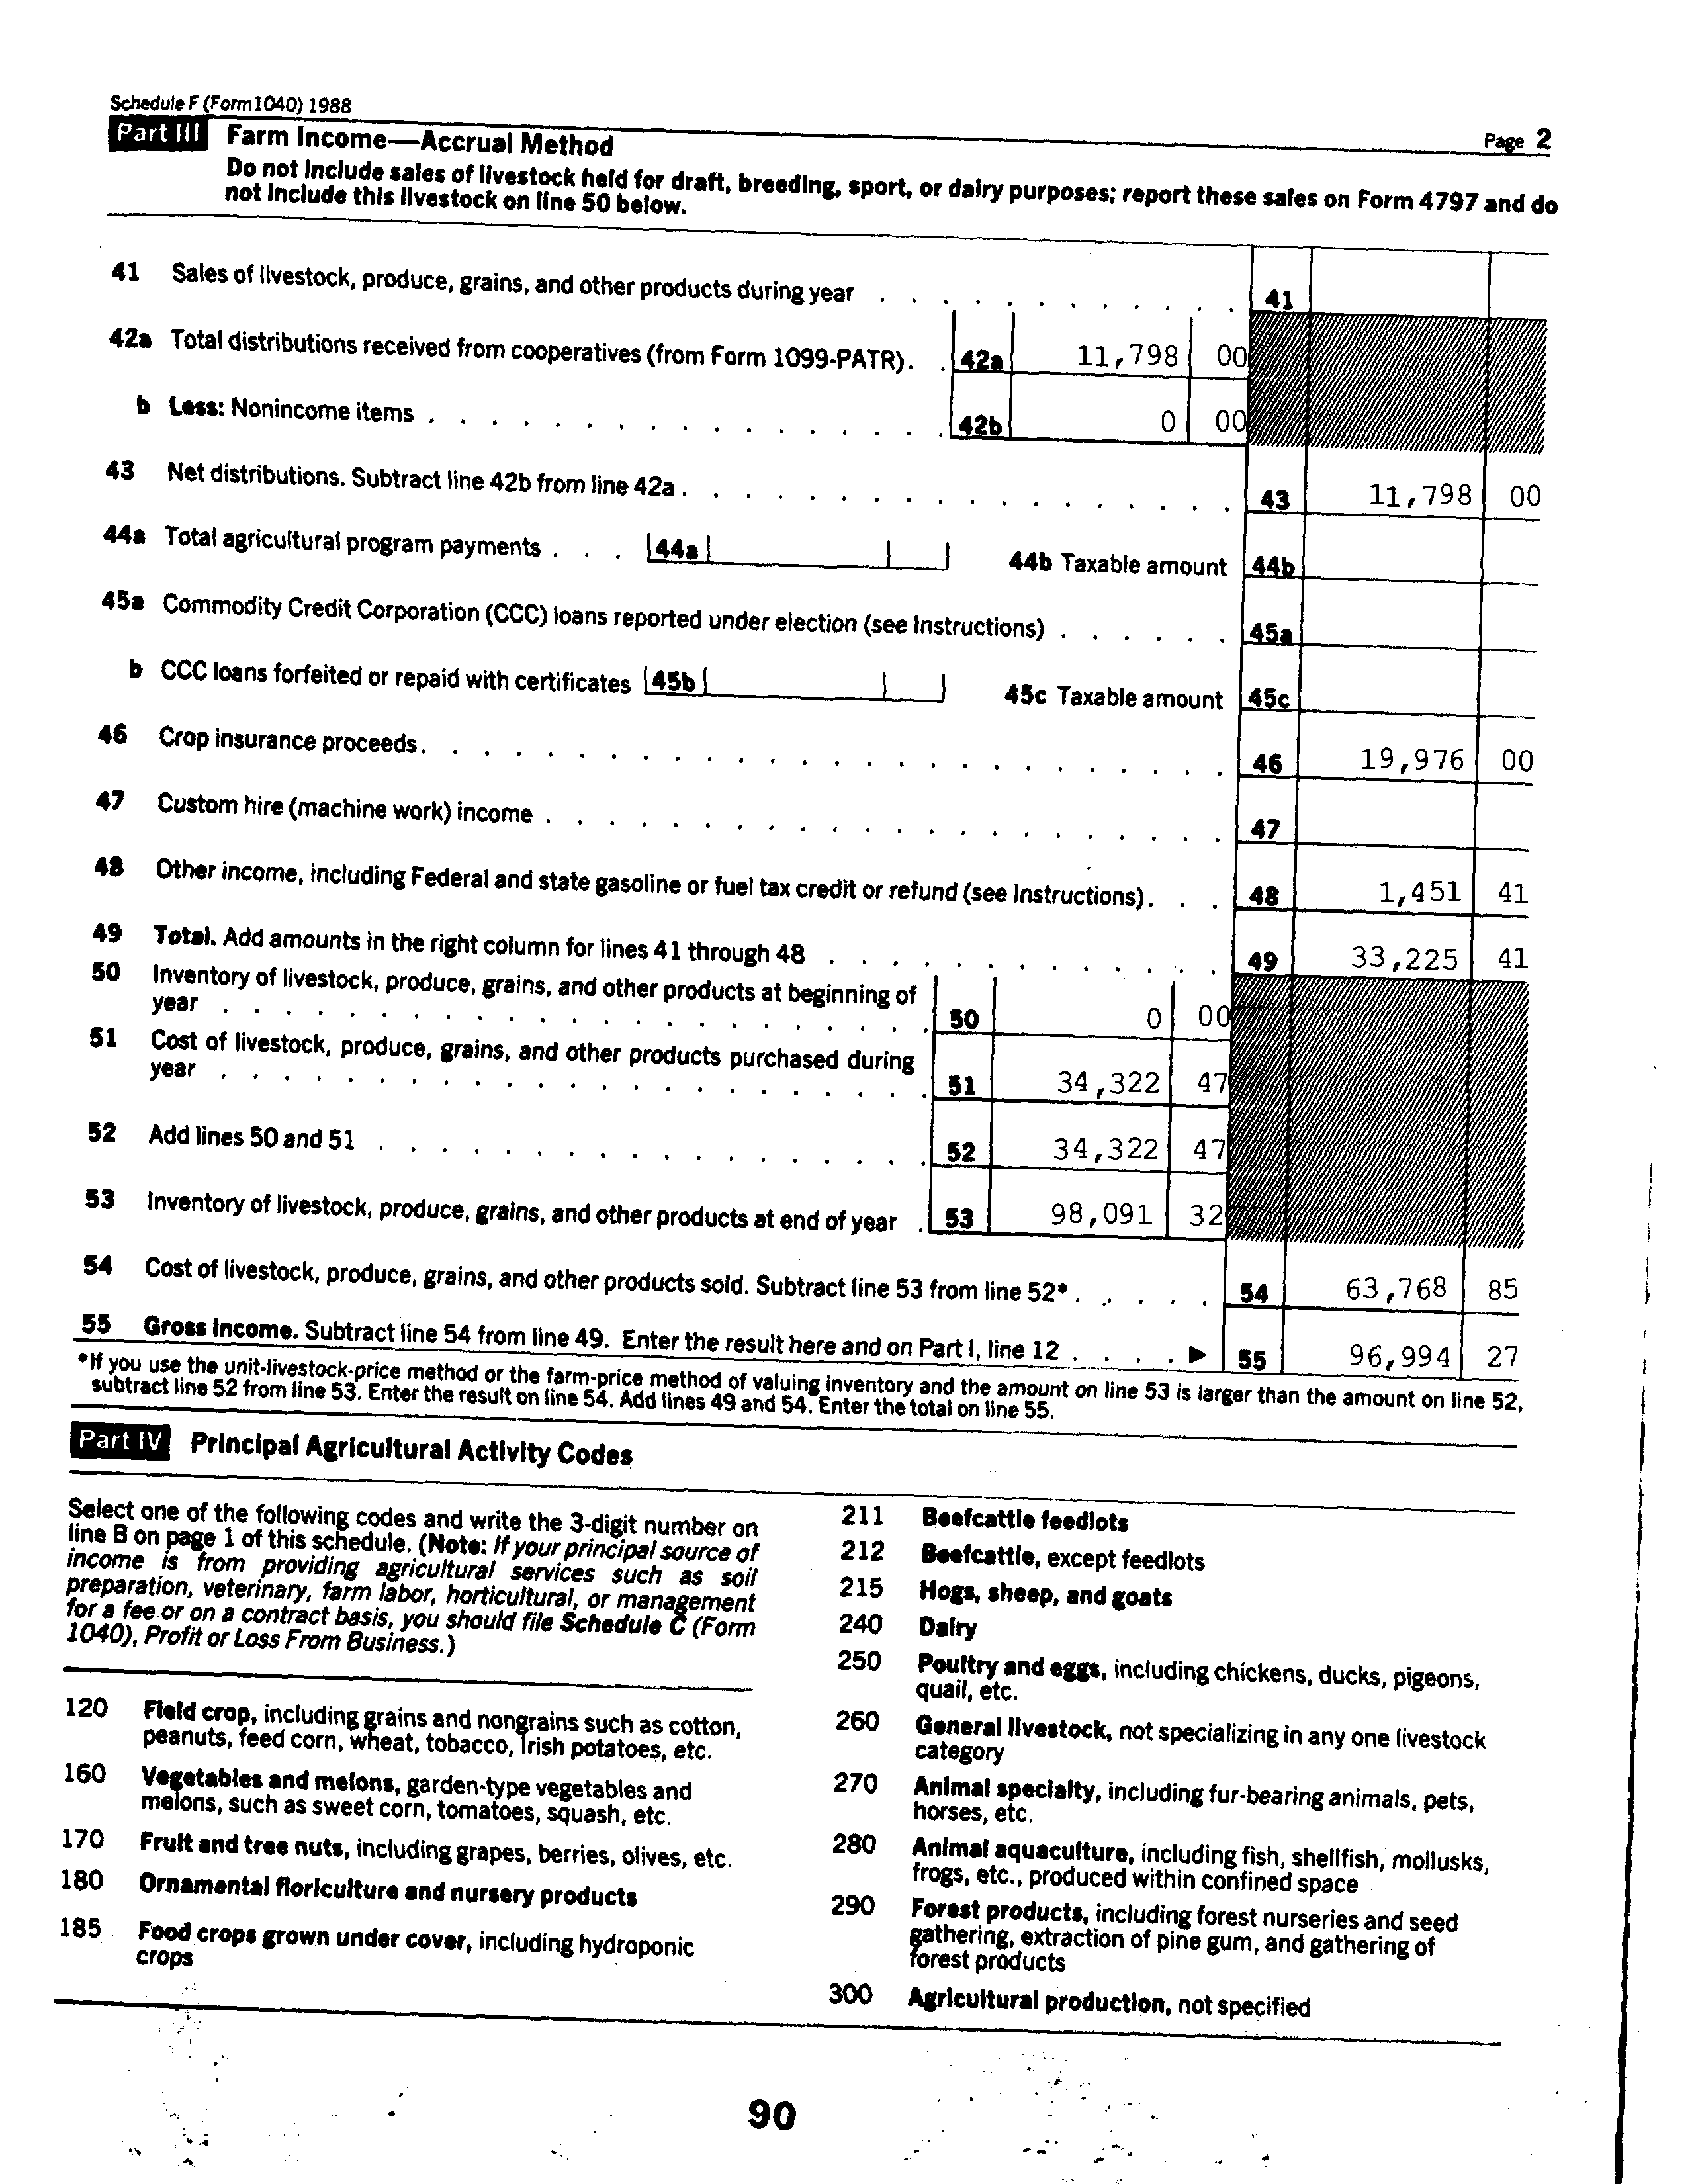 Schedule F (Form 1040) 1988
Page 2
Part III Farm Income—Accrual Method
Do not include sales of livestock held for draft, breeding, sport, or dairy purposes; report these sales on Form 4797 and do
not include this livestock on line 50 below.
41 Sales of livestock, produce, grains, and other products during year . . . . . . . . . . . . 41
42a Total distributions received from cooperatives (from Form 1099-PATR) . . 42a 11,798 00
b Less: Nonincome items . . . . . . . . . . . . . . . . . 42b 0 00
43 Net distributions. Subtract line 42b from line 42a . . . . . . . . . . . . . . . . . . 43 11,798 00
44a Total agricultural program payments . . . 44a 44b Taxable amount 44b
45a Commodity Credit Corporation (CCC) loans reported under election (see Instructions) . . . . . . 45a
b CCC loans forfeited or repaid with certificates 45b 45c Taxable amount 45c
46 Crop insurance proceeds . . . . . . . . . . . . . . . . . . . . . . . . . . 46 19,976 00
47 Custom hire (machine work) income . . . . . . . . . . . . . . . . . . . . . . 47
48 Other income, including Federal and state gasoline or fuel tax credit or refund (see Instructions) . . . 48 1,451 41
49 Total. Add amounts in the right column for lines 41 through 48 . . . . . . . . . . . . . 49 33,225 41
50 Inventory of livestock, produce, grains, and other products at beginning of
year . . . . . . . . . . . . . . . . . . . . . . . 50 0 00
51 Cost of livestock, produce, grains, and other products purchased during
year . . . . . . . . . . . . . . . . . . . . . . . 51 34,322 47
52 Add lines 50 and 51 . . . . . . . . . . . . . . . . . . 52 34,322 47
53 Inventory of livestock, produce, grains, and other products at end of year . 53 98,091 32
54 Cost of livestock, produce, grains, and other products sold. Subtract line 53 from line 52* . . . . . 54 63,768 85
55 Gross income. Subtract line 54 from line 49. Enter the result here and on Part I, line 12 . . . . ▶ 55 96,994 27
*If you use the unit-livestock-price method or the farm-price method of valuing inventory and the amount on line 53 is larger than the amount on line 52,
subtract line 52 from line 53. Enter the result on line 54. Add lines 49 and 54. Enter the total on line 55.
Part IV Principal Agricultural Activity Codes
Select one of the following codes and write the 3-digit number on
line B on page 1 of this schedule. (Note: If your principal source of
income is from providing agricultural services such as soil
preparation, veterinary, farm labor, horticultural, or management
for a fee or on a contract basis, you should file Schedule C (Form
1040), Profit or Loss From Business.)
120 Field crop, including grains and nongrains such as cotton,
peanuts, feed corn, wheat, tobacco, Irish potatoes, etc.
160 Vegetables and melons, garden-type vegetables and
melons, such as sweet corn, tomatoes, squash, etc.
170 Fruit and tree nuts, including grapes, berries, olives, etc.
180 Ornamental floriculture and nursery products
185 Food crops grown under cover, including hydroponic
crops
211 Beefcattle feedlots
212 Beefcattle, except feedlots
215 Hogs, sheep, and goats
240 Dairy
250 Poultry and eggs, including chickens, ducks, pigeons,
quail, etc.
260 General livestock, not specializing in any one livestock
category
270 Animal specialty, including fur-bearing animals, pets,
horses, etc.
280 Animal aquaculture, including fish, shellfish, mollusks,
frogs, etc., produced within confined space
290 Forest products, including forest nurseries and seed
gathering, extraction of pine gum, and gathering of
forest products
300 Agricultural production, not specified
90